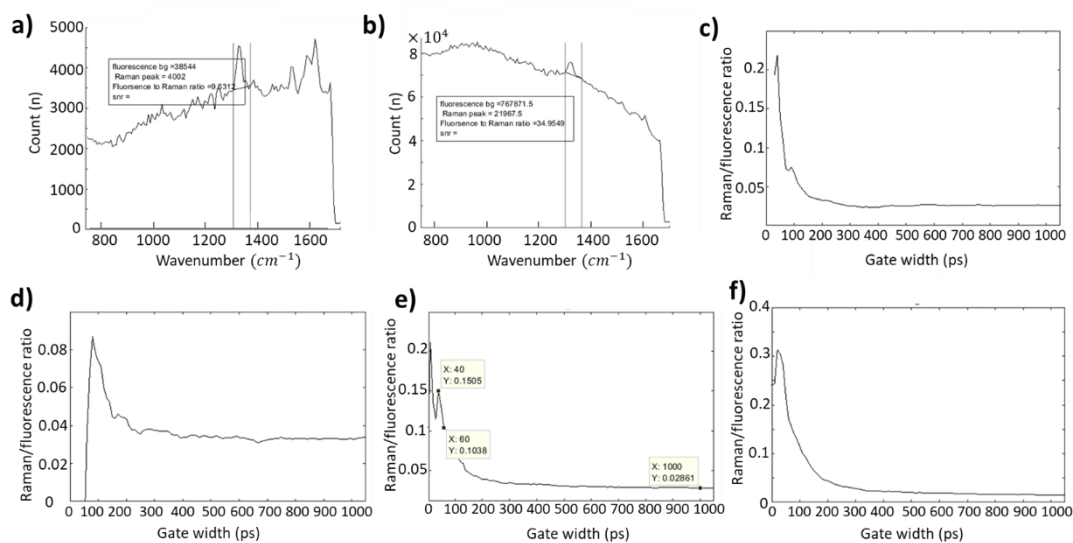 a)
Count (n)
5000
4000
3000
2000
1000
0
fluorescence bg =38544
Raman peak = 4002
Fluorsence to Raman ratio =9.6312
snr =
800 1000 1200 1400 1600
Wavenumber (cm⁻¹)
b)
× 10⁴
Count (n)
8
6
4
2
0
fluorescence bg =767871.5
Raman peak = 21967.5
Fluorsence to Raman ratio =34.9549
snr =
800 1000 1200 1400 1600
Wavenumber (cm⁻¹)
c)
Raman/fluorescence ratio
0.2
0.15
0.1
0.05
0 100 200 300 400 500 600 700 800 900 1000
Gate width (ps)
d)
Raman/fluorescence ratio
0.08
0.06
0.04
0.02
0
0 100 200 300 400 500 600 700 800 900 1000
Gate width (ps)
e)
Raman/fluorescence ratio
0.2
0.15
0.1
0.05
X: 40
Y: 0.1505
X: 60
Y: 0.1038
X: 1000
Y: 0.02861
0 100 200 300 400 500 600 700 800 900 1000
Gate width (ps)
f)
Raman/fluorescence ratio
0.4
0.3
0.2
0.1
0
0 100 200 300 400 500 600 700 800 900 1000
Gate width (ps)